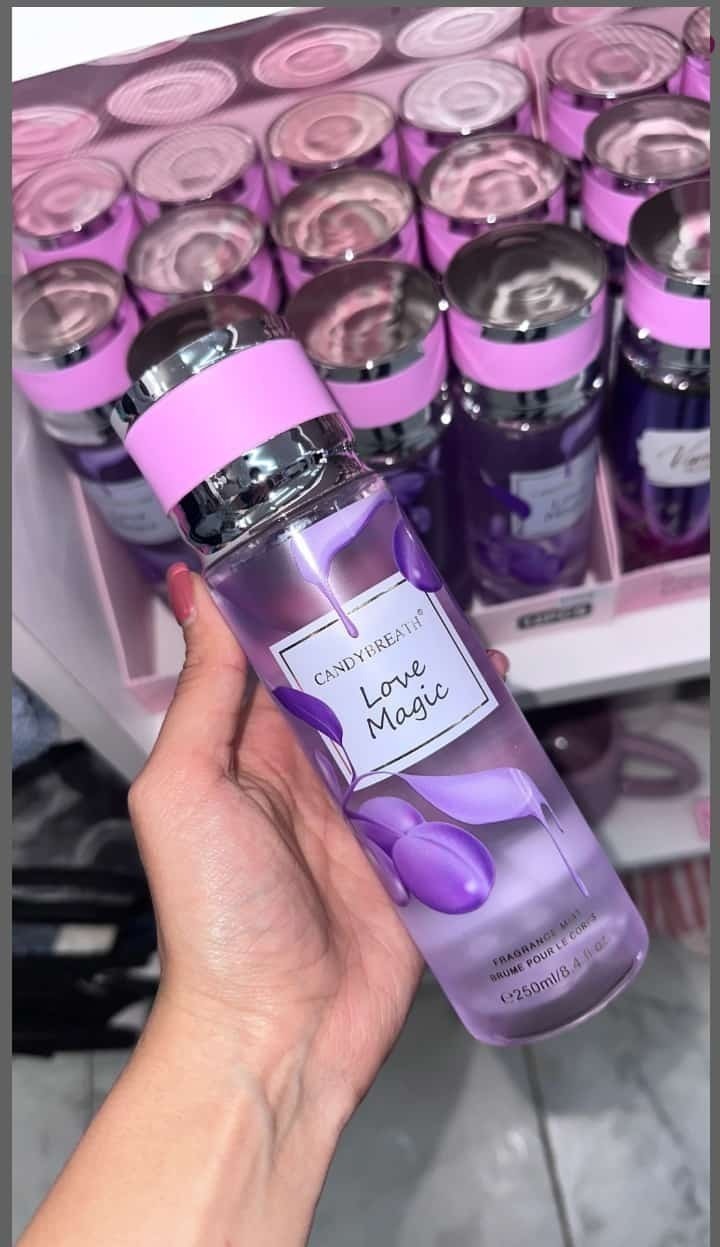 CANDYBREATH®
Love
Magic
FRAGRANCE MIST
BRUME POUR LE CORPS
℮250ml/8.4 fl oz